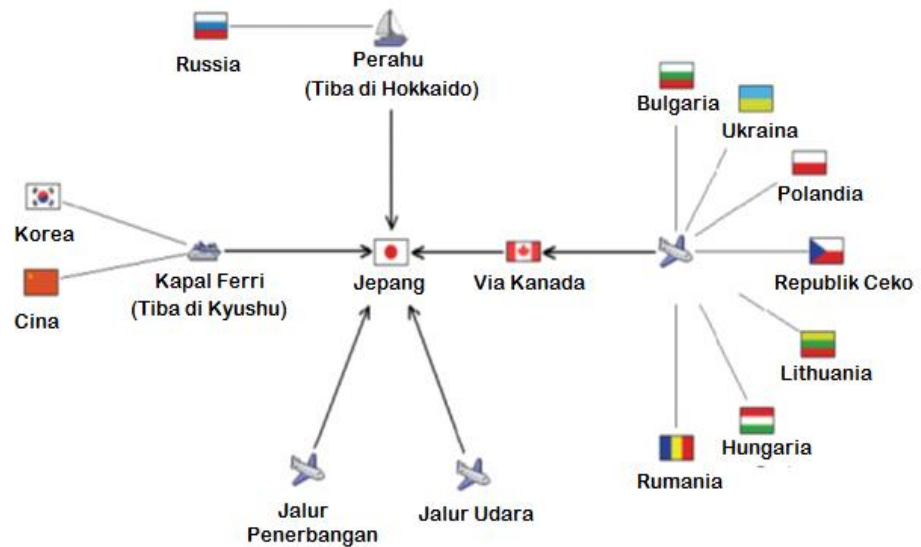 Russia
Perahu
(Tiba di Hokkaido)
Bulgaria
Ukraina
Polandia
Korea
Cina
Kapal Ferri
(Tiba di Kyushu)
Jepang
Via Kanada
Republik Ceko
Lithuania
Hungaria
Rumania
Jalur
Penerbangan
Jalur Udara